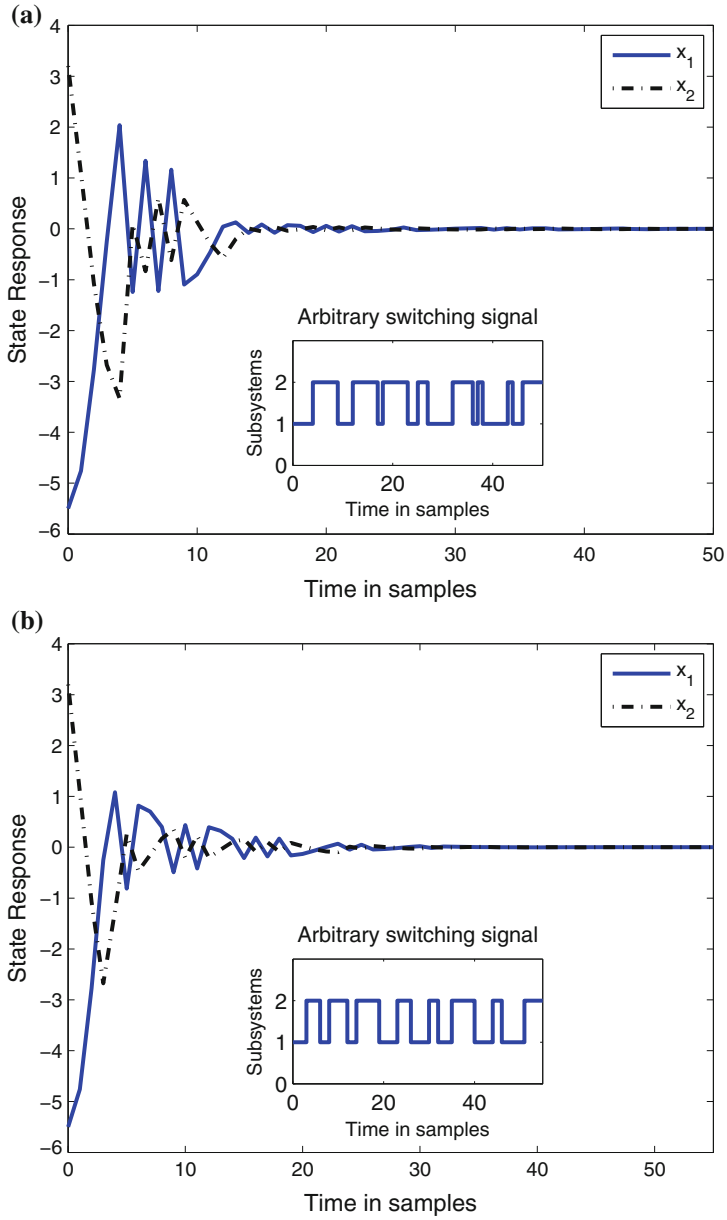 (a)
4
3
2
1
0
−1
−2
−3
−4
−5
−6
State Response
x1
x2
Arbitrary switching signal
Subsystems
2
1
0
0 20 40
Time in samples
0 10 20 30 40 50
Time in samples
(b)
4
3
2
1
0
−1
−2
−3
−4
−5
−6
State Response
x1
x2
Arbitrary switching signal
Subsystems
2
1
0
0 20 40
Time in samples
0 10 20 30 40 50
Time in samples